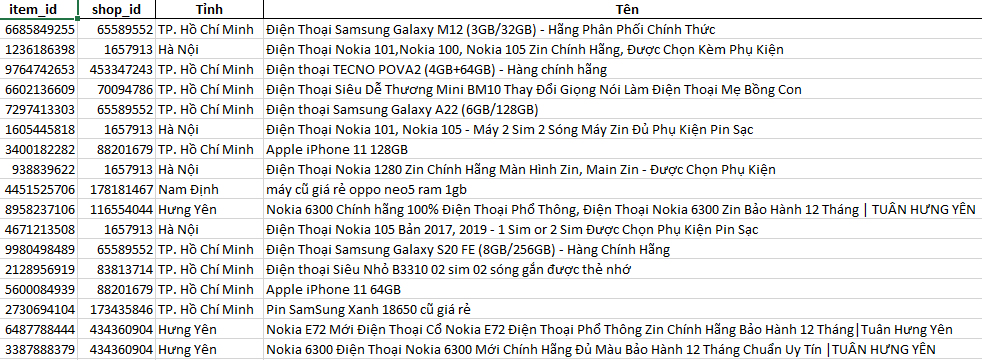 item_id shop_id Tỉnh Tên
6685849255 65589552 TP. Hồ Chí Minh Điện Thoại Samsung Galaxy M12 (3GB/32GB) - Hãng Phân Phối Chính Thức
1236186398 1657913 Hà Nội Điện Thoại Nokia 101,Nokia 100, Nokia 105 Zin Chính Hãng, Được Chọn Kèm Phụ Kiện
9764742653 453347243 TP. Hồ Chí Minh Điện thoại TECNO POVA2 (4GB+64GB) - Hàng chính hãng
6602136609 70094786 TP. Hồ Chí Minh Điện Thoại Siêu Dễ Thương Mini BM10 Thay Đổi Giọng Nói Làm Điện Thoại Mẹ Bồng Con
7297413303 65589552 TP. Hồ Chí Minh Điện thoại Samsung Galaxy A22 (6GB/128GB)
1605445818 1657913 Hà Nội Điện Thoại Nokia 101, Nokia 105 - Máy 2 Sim 2 Sóng Máy Zin Đủ Phụ Kiện Pin Sạc
3400182282 88201679 TP. Hồ Chí Minh Apple iPhone 11 128GB
938839622 1657913 Hà Nội Điện Thoại Nokia 1280 Zin Chính Hãng Màn Hình Zin, Main Zin - Được Chọn Phụ Kiện
4451525706 178181467 Nam Định máy cũ giá rẻ oppo neo5 ram 1gb
8958237106 116554044 Hưng Yên Nokia 6300 Chính hãng 100% Điện Thoại Phổ Thông, Điện Thoại Nokia 6300 Zin Bảo Hành 12 Tháng | TUÂN HƯNG YÊN
4671213508 1657913 Hà Nội Điện Thoại Nokia 105 Bản 2017, 2019 - 1 Sim or 2 Sim Được Chọn Phụ Kiện Pin Sạc
9980498489 65589552 TP. Hồ Chí Minh Điện Thoại Samsung Galaxy S20 FE (8GB/256GB) - Hàng Chính Hãng
2128956919 83813714 TP. Hồ Chí Minh Điện thoại Siêu Nhỏ B3310 02 sim 02 sóng gắn được thẻ nhớ
5600084939 88201679 TP. Hồ Chí Minh Apple iPhone 11 64GB
2730694104 173435846 TP. Hồ Chí Minh Pin SamSung Xanh 18650 cũ giá rẻ
6487788444 434360904 Hưng Yên Nokia E72 Mới Điện Thoại Cổ Nokia E72 Điện Thoại Phổ Thông Zin Chính Hãng Bảo Hành 12 Tháng|Tuân Hưng Yên
3387888379 434360904 Hưng Yên Nokia 6300 Điện Thoại Nokia 6300 Mới Chính Hãng Đủ Màu Bảo Hành 12 Tháng Chuẩn Uy Tín |TUÂN HƯNG YÊN